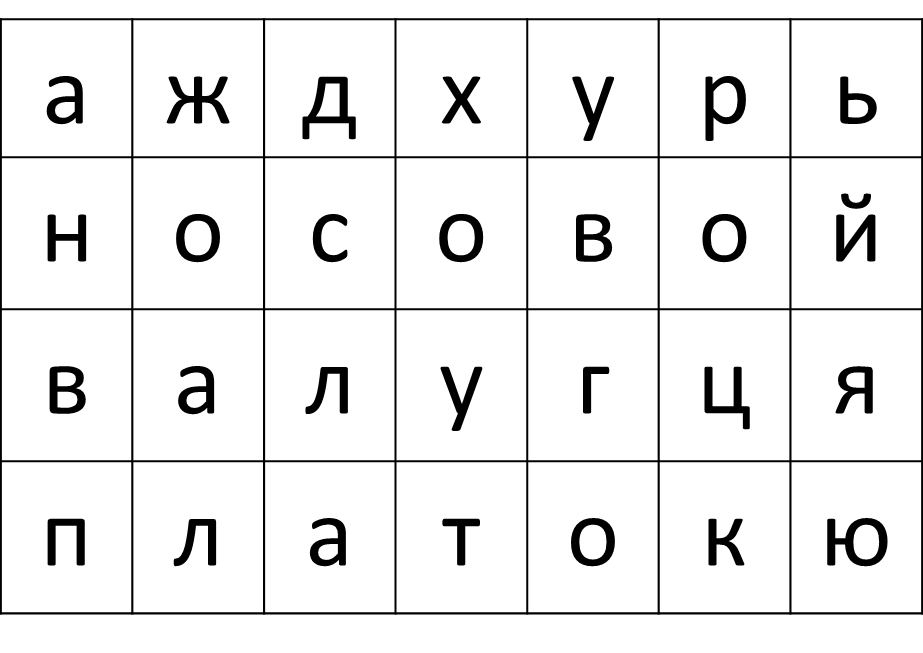 а ж д х у р ь
н о с о в о й
в а л у г ц я
п л а т о к ю